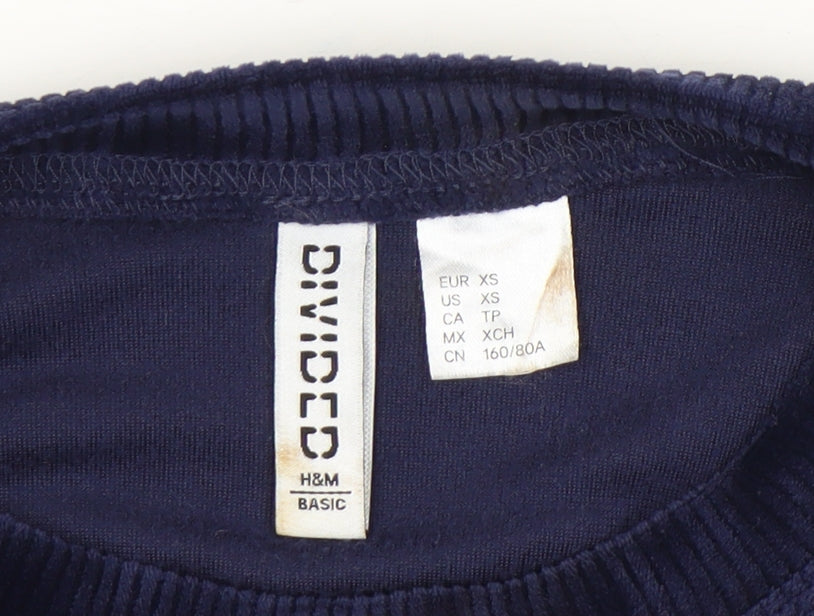 DIVIDED
H&M
BASIC
EUR XS
US XS
CA TP
MX XCH
CN 160/80A